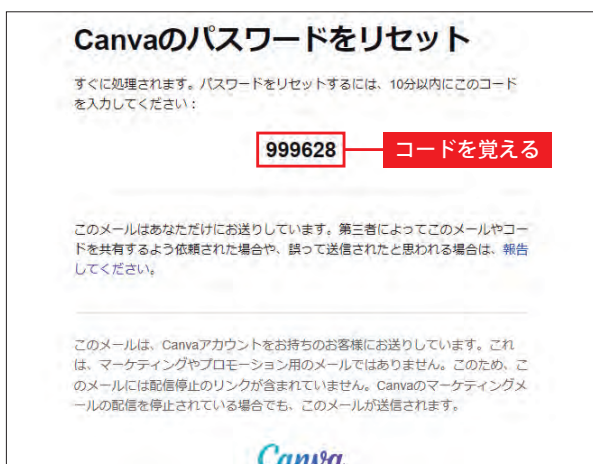 Canvaのパスワードをリセット
すぐに処理されます。パスワードをリセットするには、10分以内にこのコード
を入力してください：
999628
コードを覚える
このメールはあなただけにお送りしています。第三者によってこのメールやコー
ドを共有するよう依頼された場合や、誤って送信されたと思われる場合は、報告
してください。
このメールは、Canvaアカウントをお持ちのお客様にお送りしています。これ
は、マーケティングやプロモーション用のメールではありません。このため、こ
のメールには配信停止のリンクが含まれていません。Canvaのマーケティングメ
ールの配信を停止されている場合でも、このメールが送信されます。
Canva